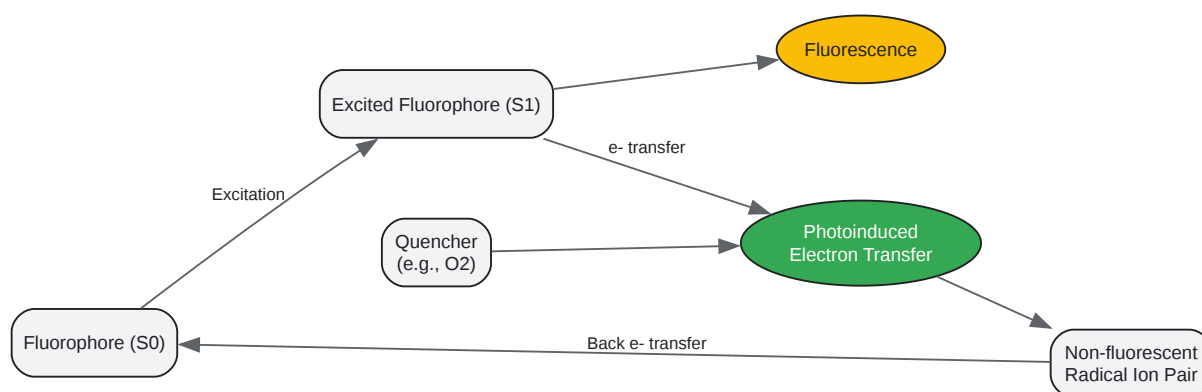 Fluorescence
Excited Fluorophore (S1)
e- transfer
Excitation
Photoinduced
Electron Transfer
Quencher
(e.g., O2)
Fluorophore (S0)
Back e- transfer
Non-fluorescent
Radical Ion Pair